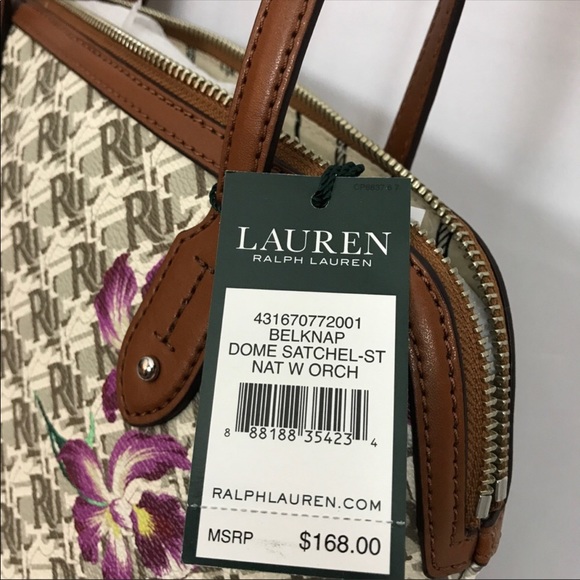 LAUREN
RALPH LAUREN
431670772001
BELKNAP
DOME SATCHEL-ST
NAT W ORCH
8 88188 35423 4
RALPHLAUREN.COM
MSRP $168.00